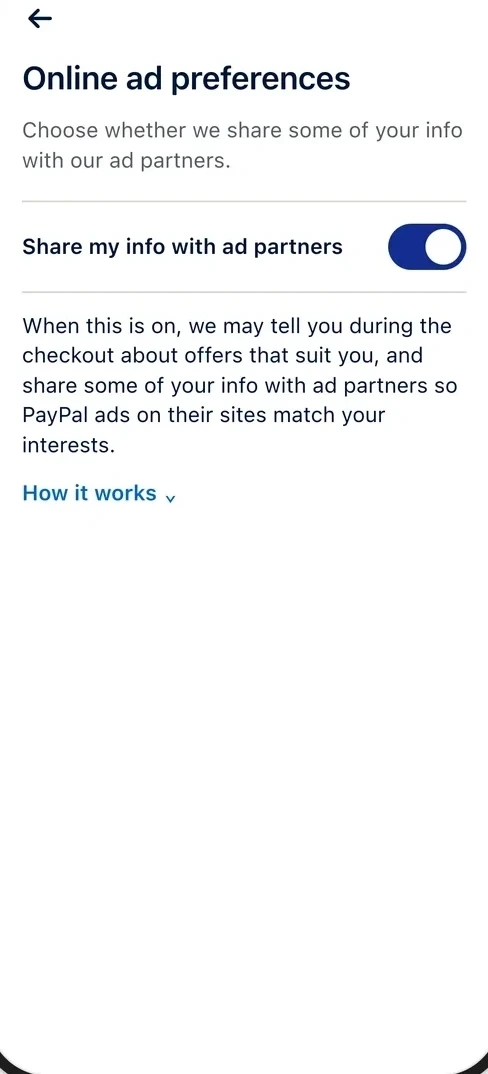 Online ad preferences
Choose whether we share some of your info
with our ad partners.
Share my info with ad partners
When this is on, we may tell you during the
checkout about offers that suit you, and
share some of your info with ad partners so
PayPal ads on their sites match your
interests.
How it works